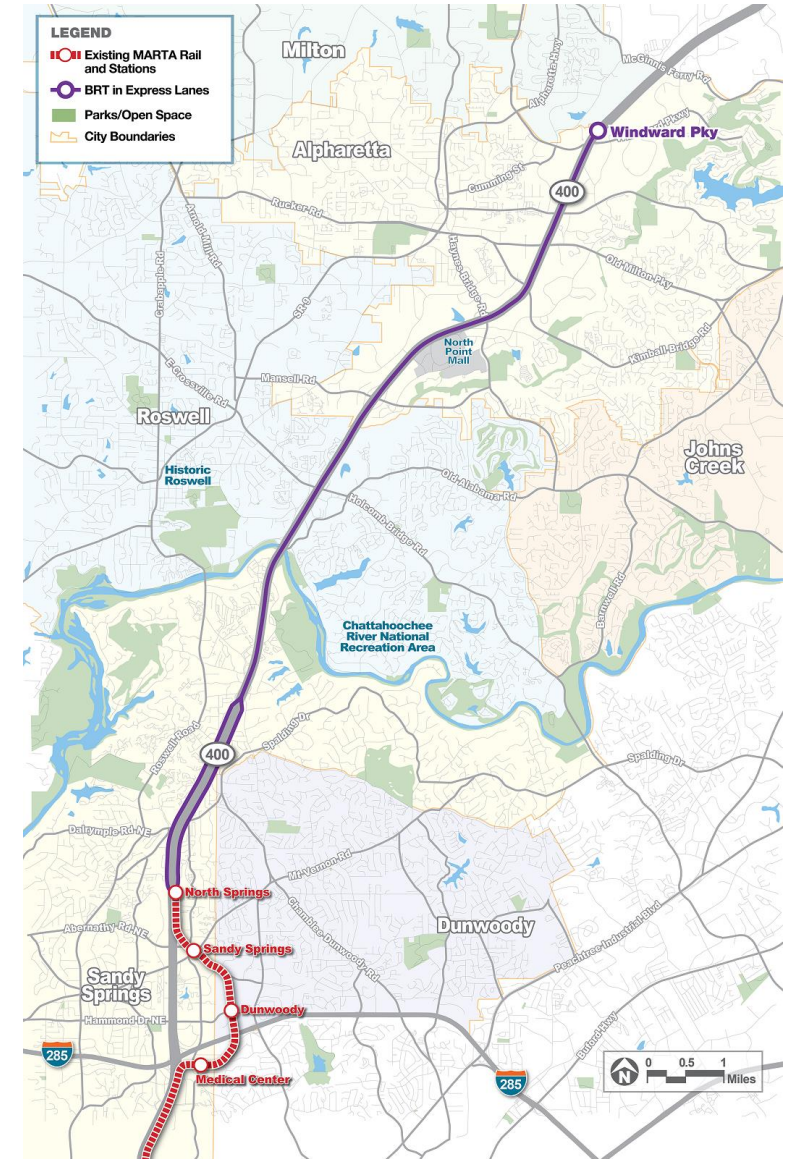 LEGEND
Existing MARTA Rail
and Stations
BRT in Express Lanes
Parks/Open Space
City Boundaries
Milton
McGinnis Ferry Rd
Alpharetta Hwy
Pkwy
Windward Pky
Alpharetta
Cumming St
400
Rucker Rd
Arnold Mill Rd
Haynes Bridge Rd
Old Milton Pky
Crabapple Rd
SR-9
North
Point
Mall
Kimball Bridge Rd
E Crossville Rd
Mansell Rd
Roswell
Johns
Creek
Historic
Roswell
Old Alabama Rd
Holcomb Bridge Rd
Barnwell Rd
Chattahoochee
River National
Recreation Area
Roswell Road
Spalding Dr
400
Spalding Dr
Dalrymple Rd NE
Mt Vernon Rd
North Springs
Chamblee Dunwoody Rd
Abernathy Rd NE
Dunwoody
Sandy Springs
Peachtree Industrial Blvd
Sandy
Springs
Dunwoody
Hammond Dr NE
Buford Hwy
285
Medical Center
285
N
0 0.5 1
Miles